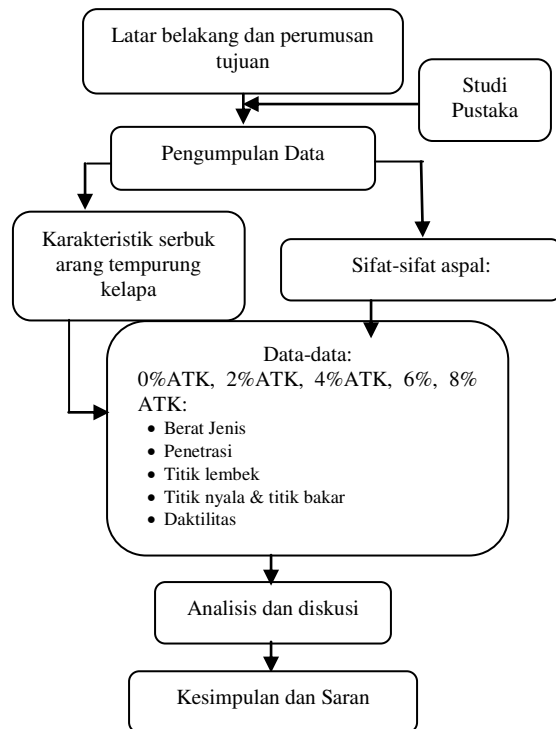 Latar belakang dan perumusan
tujuan
Studi
Pustaka
Pengumpulan Data
Karakteristik serbuk
arang tempurung
kelapa
Sifat-sifat aspal:
Data-data:
0%ATK, 2%ATK, 4%ATK, 6%, 8%
ATK:
• Berat Jenis
• Penetrasi
• Titik lembek
• Titik nyala & titik bakar
• Daktilitas
Analisis dan diskusi
Kesimpulan dan Saran